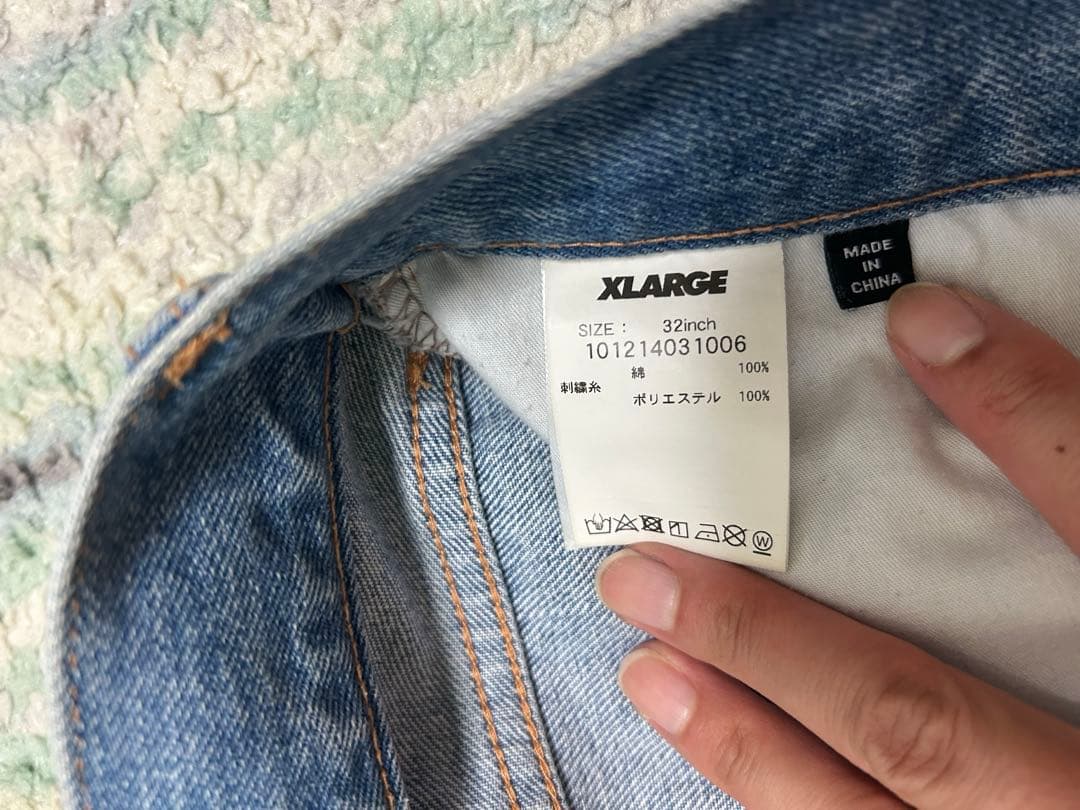 XLARGE
SIZE : 32inch
101214031006
綿 100%
刺繍糸
ポリエステル 100%
W
MADE
IN
CHINA